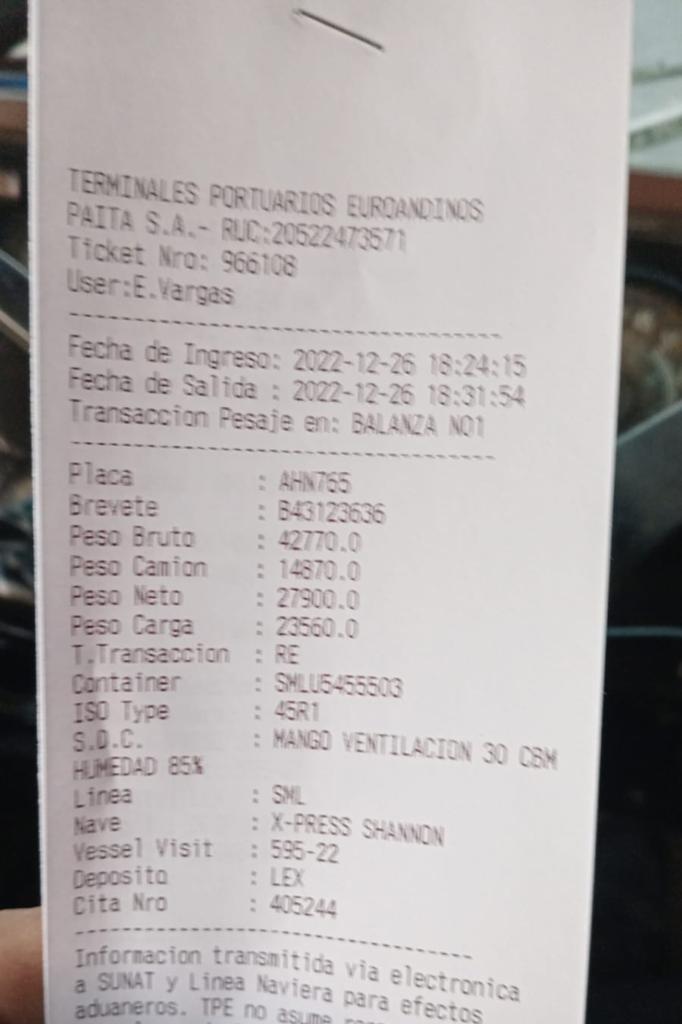 TERMINALES PORTUARIOS EUROANDINOS
PAITA S.A.- RUC:20522473571
Ticket Nro: 966108
User:E.Vargas
Fecha de Ingreso: 2022-12-26 18:24:15
Fecha de Salida : 2022-12-26 18:31:54
Transaccion Pesaje en: BALANZA NO1
Placa : AHN765
Brevete : B43123636
Peso Bruto : 42770.0
Peso Camion : 14870.0
Peso Neto : 27900.0
Peso Carga : 23560.0
T.Transaccion : RE
Container : SMLU5455503
ISO Type : 45R1
S.D.C. : MANGO VENTILACION 30 CBM
HUMEDAD 85%
Linea : SML
Nave : X-PRESS SHANNON
Vessel Visit : 595-22
Deposito : LEX
Cita Nro : 405244
Informacion transmitida via electronica
a SUNAT y Linea Naviera para efectos
aduaneros. TPE no asume